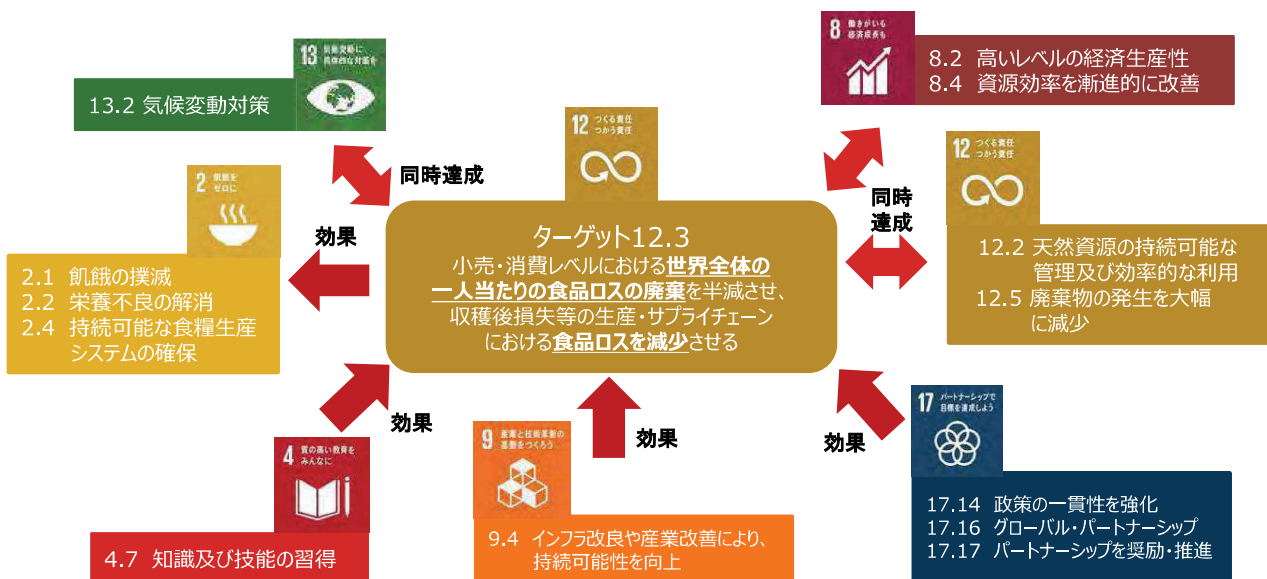 13 気候変動に
具体的な対策を
13.2 気候変動対策
8 働きがいも
経済成長も
8.2 高いレベルの経済生産性
8.4 資源効率を漸進的に改善
12 つくる責任
つかう責任
12 つくる責任
つかう責任
同時達成
同時
達成
2 飢餓を
ゼロに
効果
2.1 飢餓の撲滅
2.2 栄養不良の解消
2.4 持続可能な食糧生産
システムの確保
ターゲット12.3
小売・消費レベルにおける世界全体の
一人当たりの食品ロスの廃棄を半減させ、
収穫後損失等の生産・サプライチェーン
における食品ロスを減少させる
12.2 天然資源の持続可能な
管理及び効率的な利用
12.5 廃棄物の発生を大幅
に減少
効果
効果
効果
4 質の高い教育を
みんなに
4.7 知識及び技能の習得
9 産業と技術革新の
基盤をつくろう
9.4 インフラ改良や産業改善により、
持続可能性を向上
17 パートナーシップで
目標を達成しよう
17.14 政策の一貫性を強化
17.16 グローバル・パートナーシップ
17.17 パートナーシップを奨励・推進